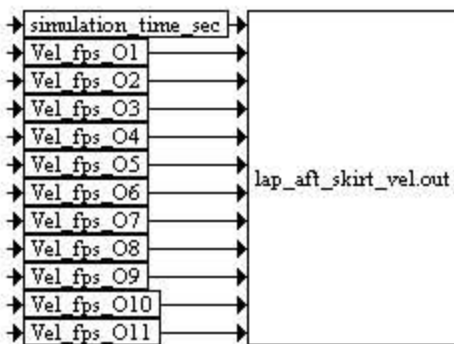 simulation_time_sec
Vel_fps_O1
Vel_fps_O2
Vel_fps_O3
Vel_fps_O4
Vel_fps_O5
lap_aft_skirt_vel.out
Vel_fps_O6
Vel_fps_O7
Vel_fps_O8
Vel_fps_O9
Vel_fps_O10
Vel_fps_O11